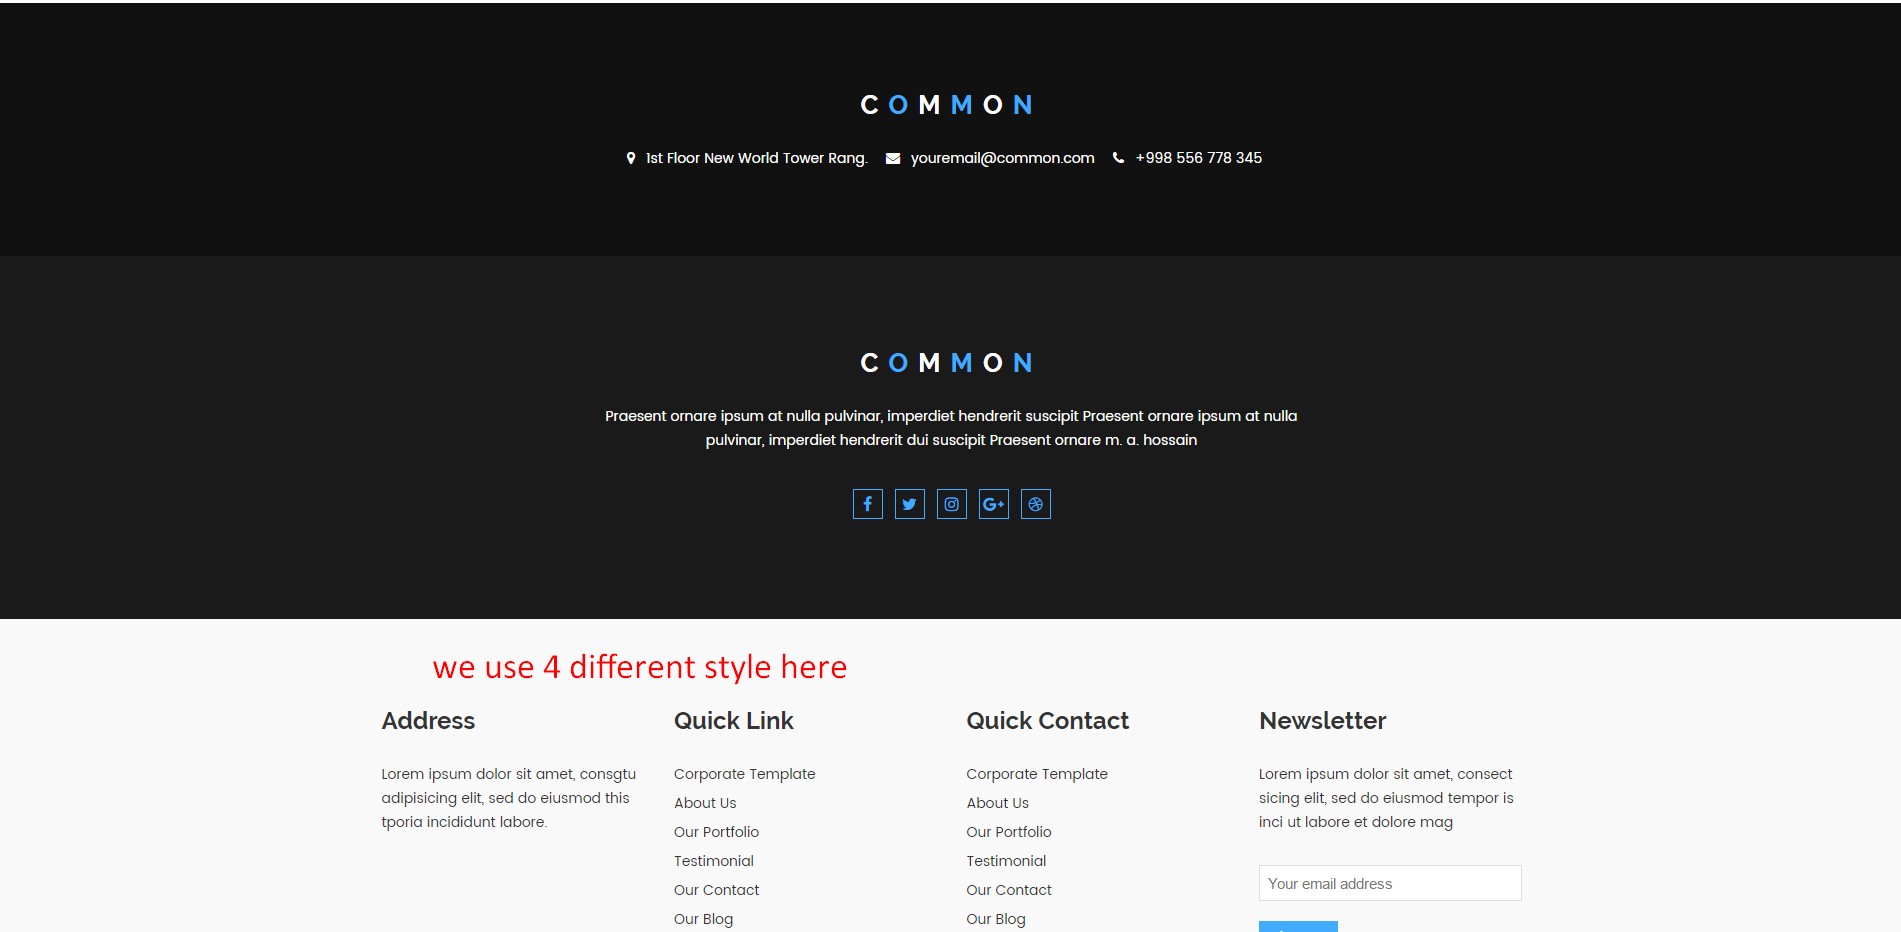 COMMON
1st Floor New World Tower Rang. youremail@common.com +998 556 778 345
COMMON
Praesent ornare ipsum at nulla pulvinar, imperdiet hendrerit suscipit Praesent ornare ipsum at nulla
pulvinar, imperdiet hendrerit dui suscipit Praesent ornare m. a. hossain
we use 4 different style here
Address
Lorem ipsum dolor sit amet, consgtu
adipisicing elit, sed do eiusmod this
tporia incididunt labore.
Quick Link
Corporate Template
About Us
Our Portfolio
Testimonial
Our Contact
Our Blog
Quick Contact
Corporate Template
About Us
Our Portfolio
Testimonial
Our Contact
Our Blog
Newsletter
Lorem ipsum dolor sit amet, consect
sicing elit, sed do eiusmod tempor is
inci ut labore et dolore mag
Your email address